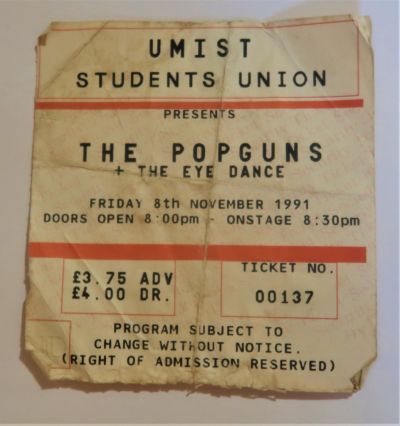 UMIST
STUDENTS UNION
PRESENTS
THE POPGUNS
+ THE EYE DANCE
FRIDAY 8th NOVEMBER 1991
DOORS OPEN 8:00pm - ONSTAGE 8:30pm
£3.75 ADV
£4.00 DR.
TICKET NO.
00137
PROGRAM SUBJECT TO
CHANGE WITHOUT NOTICE.
(RIGHT OF ADMISSION RESERVED)